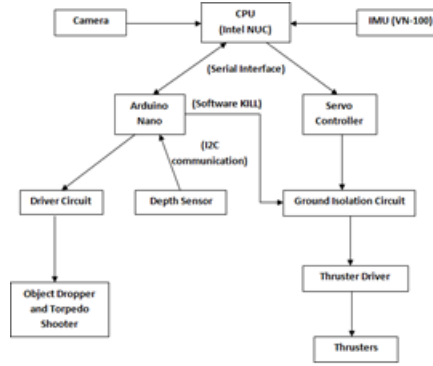 CPU
(Intel NUC)
Camera
IMU (VN-100)
(Serial Interface)
Arduino
Nano
(Software KILL)
Servo
Controller
(I2C
communication)
Driver Circuit
Depth Sensor
Ground Isolation Circuit
Object Dropper
and Torpedo
Shooter
Thruster Driver
Thrusters